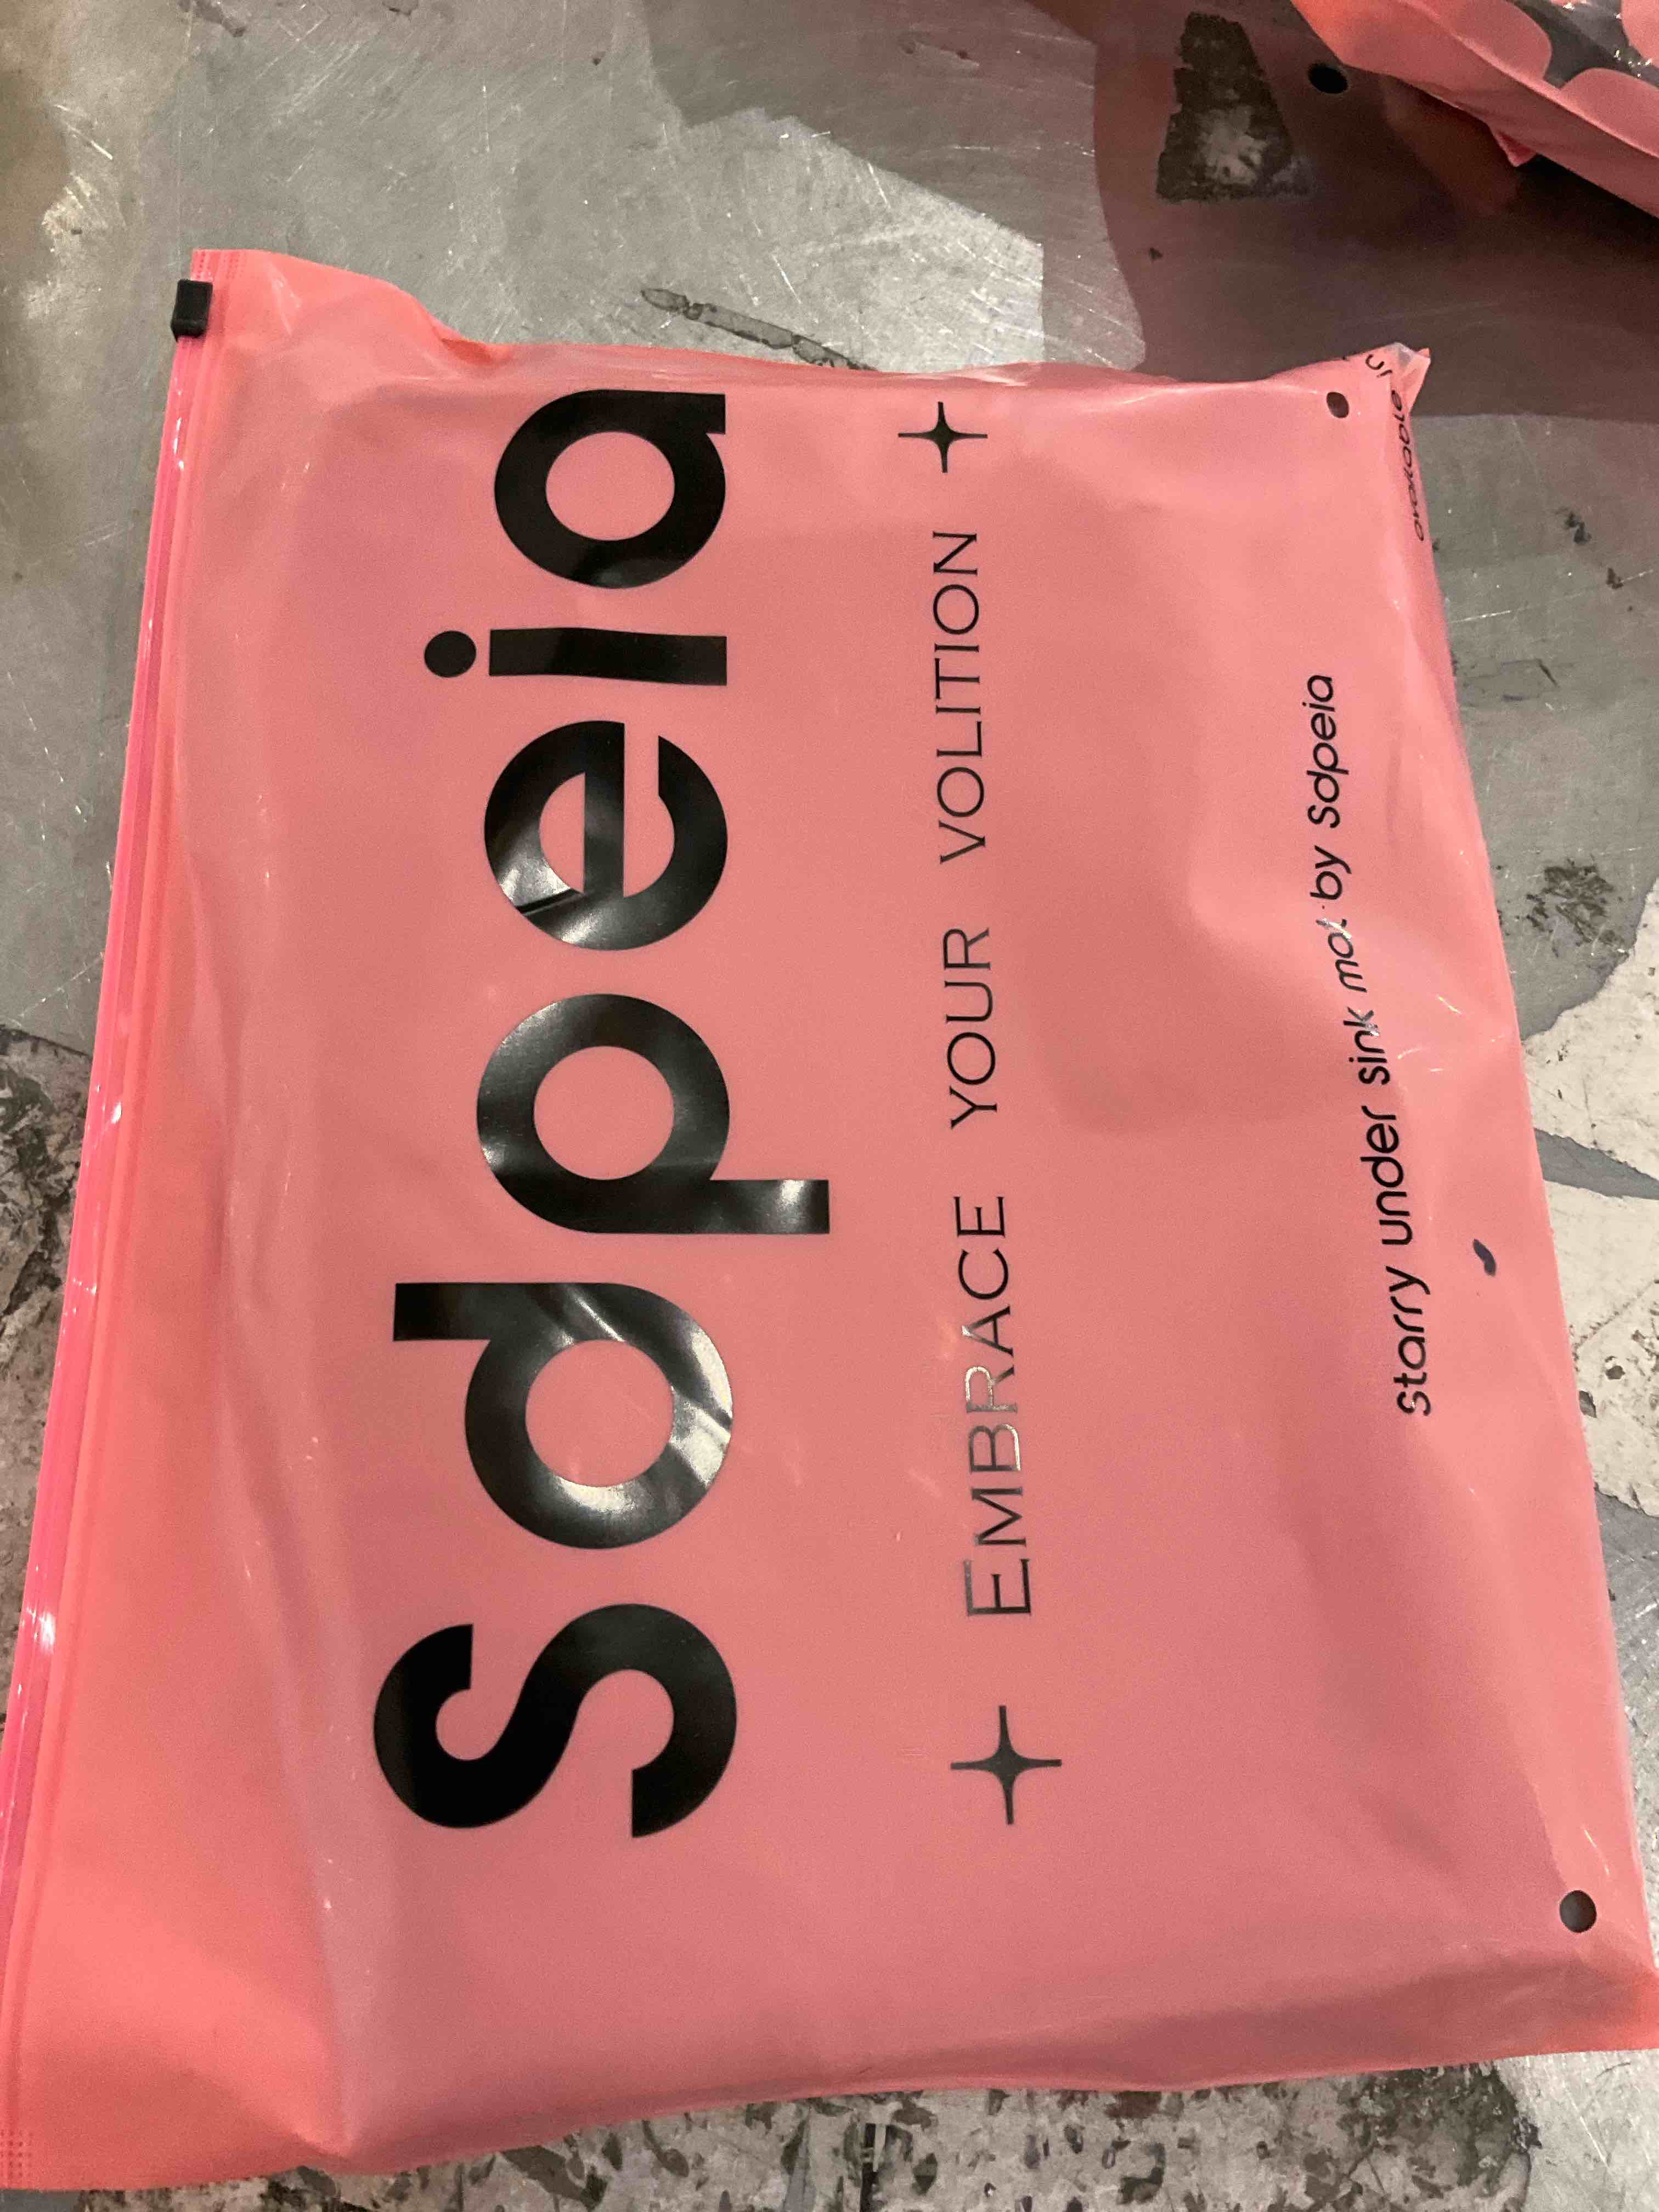 Sdpeia
EMBRACE YOUR VOLITION
starry under sink mat by Sdpeia